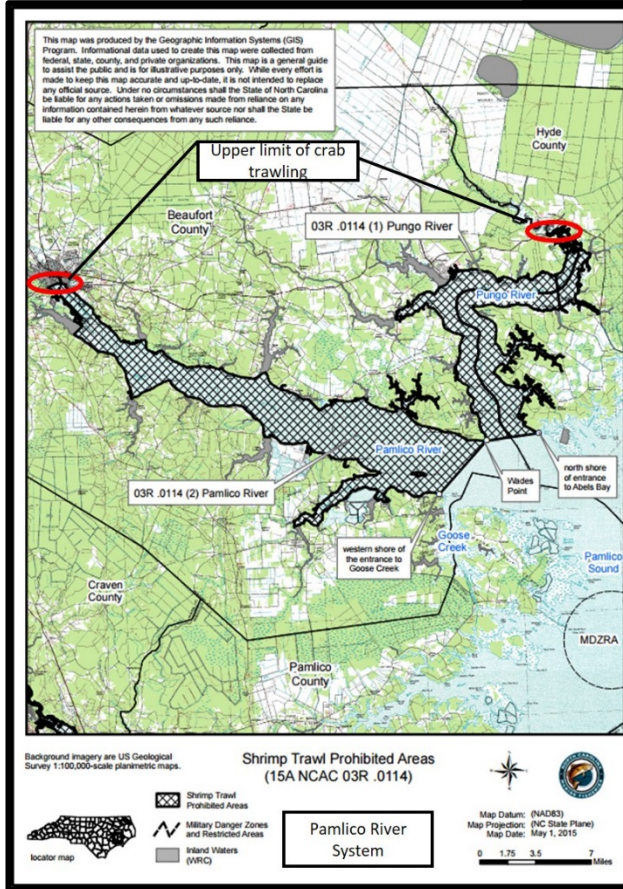 This map was produced by the Geographic Information Systems (GIS)
Program. Informational data used to create this map were collected from
federal, state, county, and private organizations. This map is a general guide
to assist the public and is for illustrative purposes only. While every effort is
made to keep this map accurate and up-to-date, it is not intended to replace
any official source. Under no circumstances shall the State of North Carolina
be liable for any actions taken or omissions made from reliance on any
information contained herein from whatever source nor shall the State be
liable for any other consequences from any such reliance.
Hyde
County
Upper limit of crab
trawling
Beaufort
County
03R .0114 (1) Pungo River
Pungo River
Pamlico River
03R .0114 (2) Pamlico River
Wades
Point
north shore
of entrance
to Abels Bay
western shore of
the entrance to
Goose Creek
Goose
Creek
Pamlico
Sound
Craven
County
MDZRA
Pamlico
County
Background imagery are US Geological
Survey 1:100,000-scale planimetric maps.
Shrimp Trawl Prohibited Areas
(15A NCAC 03R .0114)
locator map
Shrimp Trawl
Prohibited Areas
Military Danger Zones
and Restricted Areas
Inland Waters
(WRC)
Pamlico River
System
Map Datum: (NAD83)
Map Projection: (NC State Plane)
Map Date: May 1, 2015
0 1.75 3.5 7
Miles